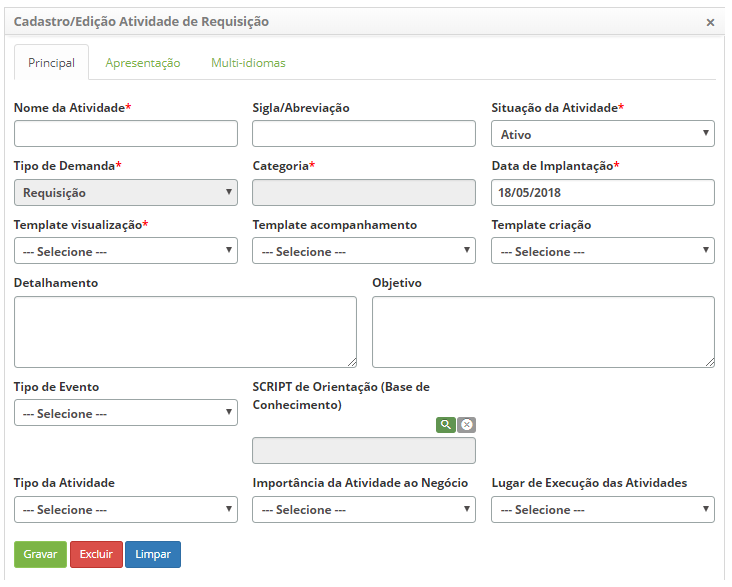 Cadastro/Edição Atividade de Requisição ×
Principal Apresentação Multi-idiomas
Nome da Atividade* Sigla/Abreviação Situação da Atividade*
Ativo
Tipo de Demanda* Categoria* Data de Implantação*
Requisição 18/05/2018
Template visualização* Template acompanhamento Template criação
--- Selecione --- --- Selecione --- --- Selecione ---
Detalhamento Objetivo
Tipo de Evento SCRIPT de Orientação (Base de
Conhecimento)
--- Selecione ---
Tipo da Atividade Importância da Atividade ao Negócio Lugar de Execução das Atividades
--- Selecione --- --- Selecione --- --- Selecione ---
Gravar Excluir Limpar